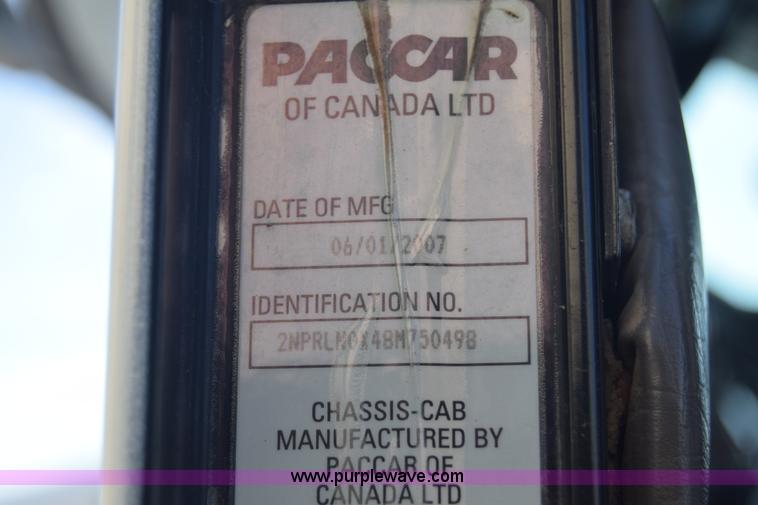 PACCAR
OF CANADA LTD
DATE OF MFG
06/01/2007
IDENTIFICATION NO.
2NPRLN0X48M750498
CHASSIS-CAB
MANUFACTURED BY
PACCAR OF
CANADA LTD
www.purplewave.com